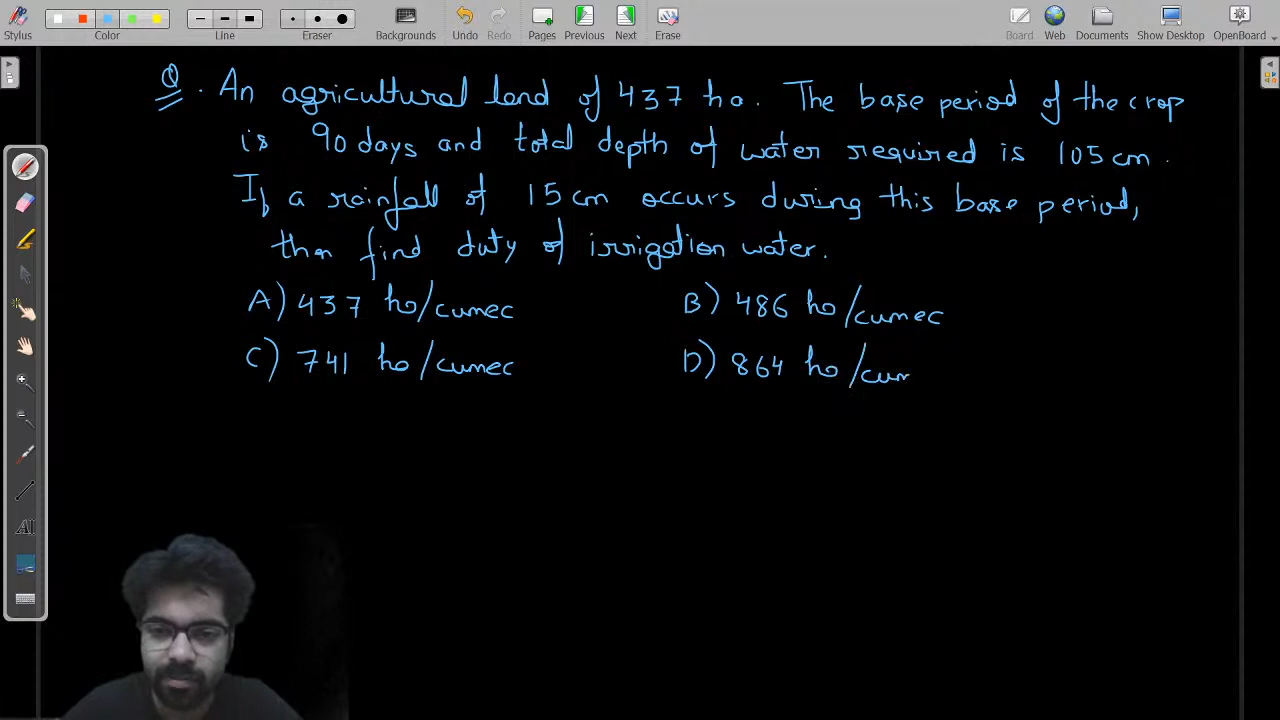 Stylus
Color
Line
Eraser
Backgrounds
Undo
Redo
Pages
Previous
Next
Erase
Board
Web
Documents
Show Desktop
OpenBoard
Q. An agricultural land of 437 ha. The base period of the crop
is 90 days and total depth of water required is 105 cm.
If a rainfall of 15 cm occurs during this base period,
then find duty of irrigation water.
A) 437 ha/cumec B) 486 ha/cumec
C) 741 ha/cumec D) 864 ha/cum